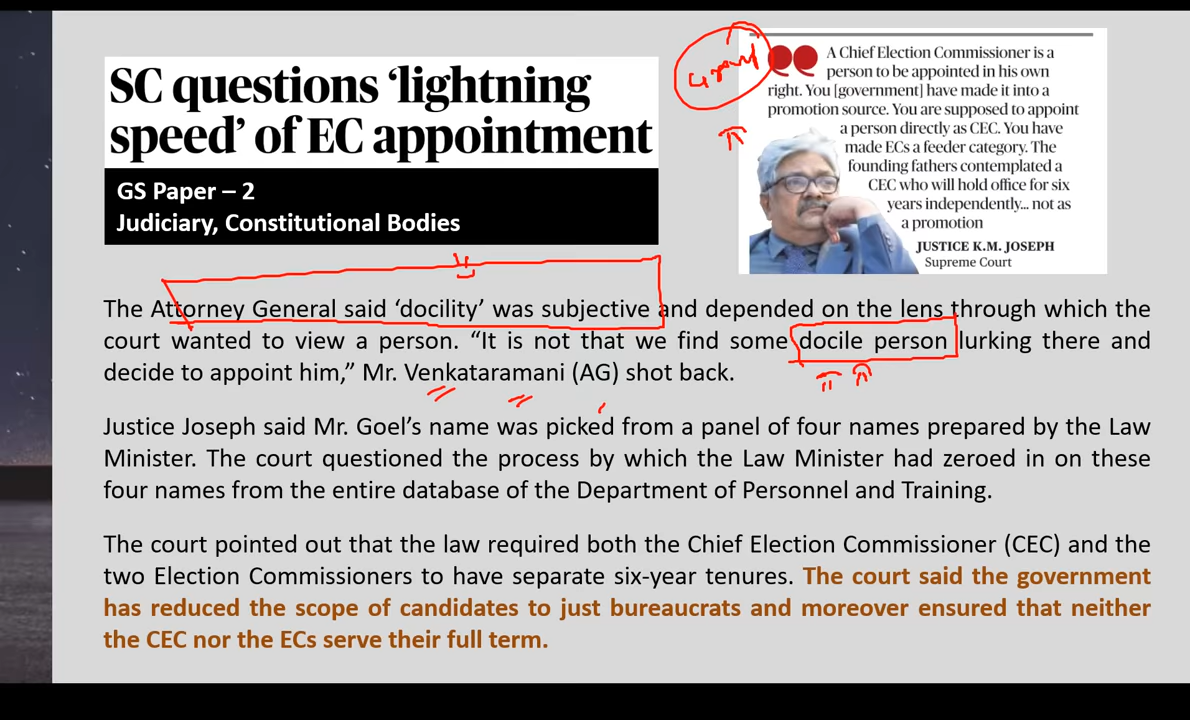 SC questions ‘lightning
speed’ of EC appointment
GS Paper – 2
Judiciary, Constitutional Bodies
A Chief Election Commissioner is a
person to be appointed in his own
right. You [government] have made it into a
promotion source. You are supposed to appoint
a person directly as CEC. You have
made ECs a feeder category. The
founding fathers contemplated a
CEC who will hold office for six
years independently... not as
a promotion
JUSTICE K.M. JOSEPH
Supreme Court
The Attorney General said ‘docility’ was subjective and depended on the lens through which the
court wanted to view a person. “It is not that we find some docile person lurking there and
decide to appoint him,” Mr. Venkataramani (AG) shot back.
Justice Joseph said Mr. Goel’s name was picked from a panel of four names prepared by the Law
Minister. The court questioned the process by which the Law Minister had zeroed in on these
four names from the entire database of the Department of Personnel and Training.
The court pointed out that the law required both the Chief Election Commissioner (CEC) and the
two Election Commissioners to have separate six-year tenures. The court said the government
has reduced the scope of candidates to just bureaucrats and moreover ensured that neither
the CEC nor the ECs serve their full term.